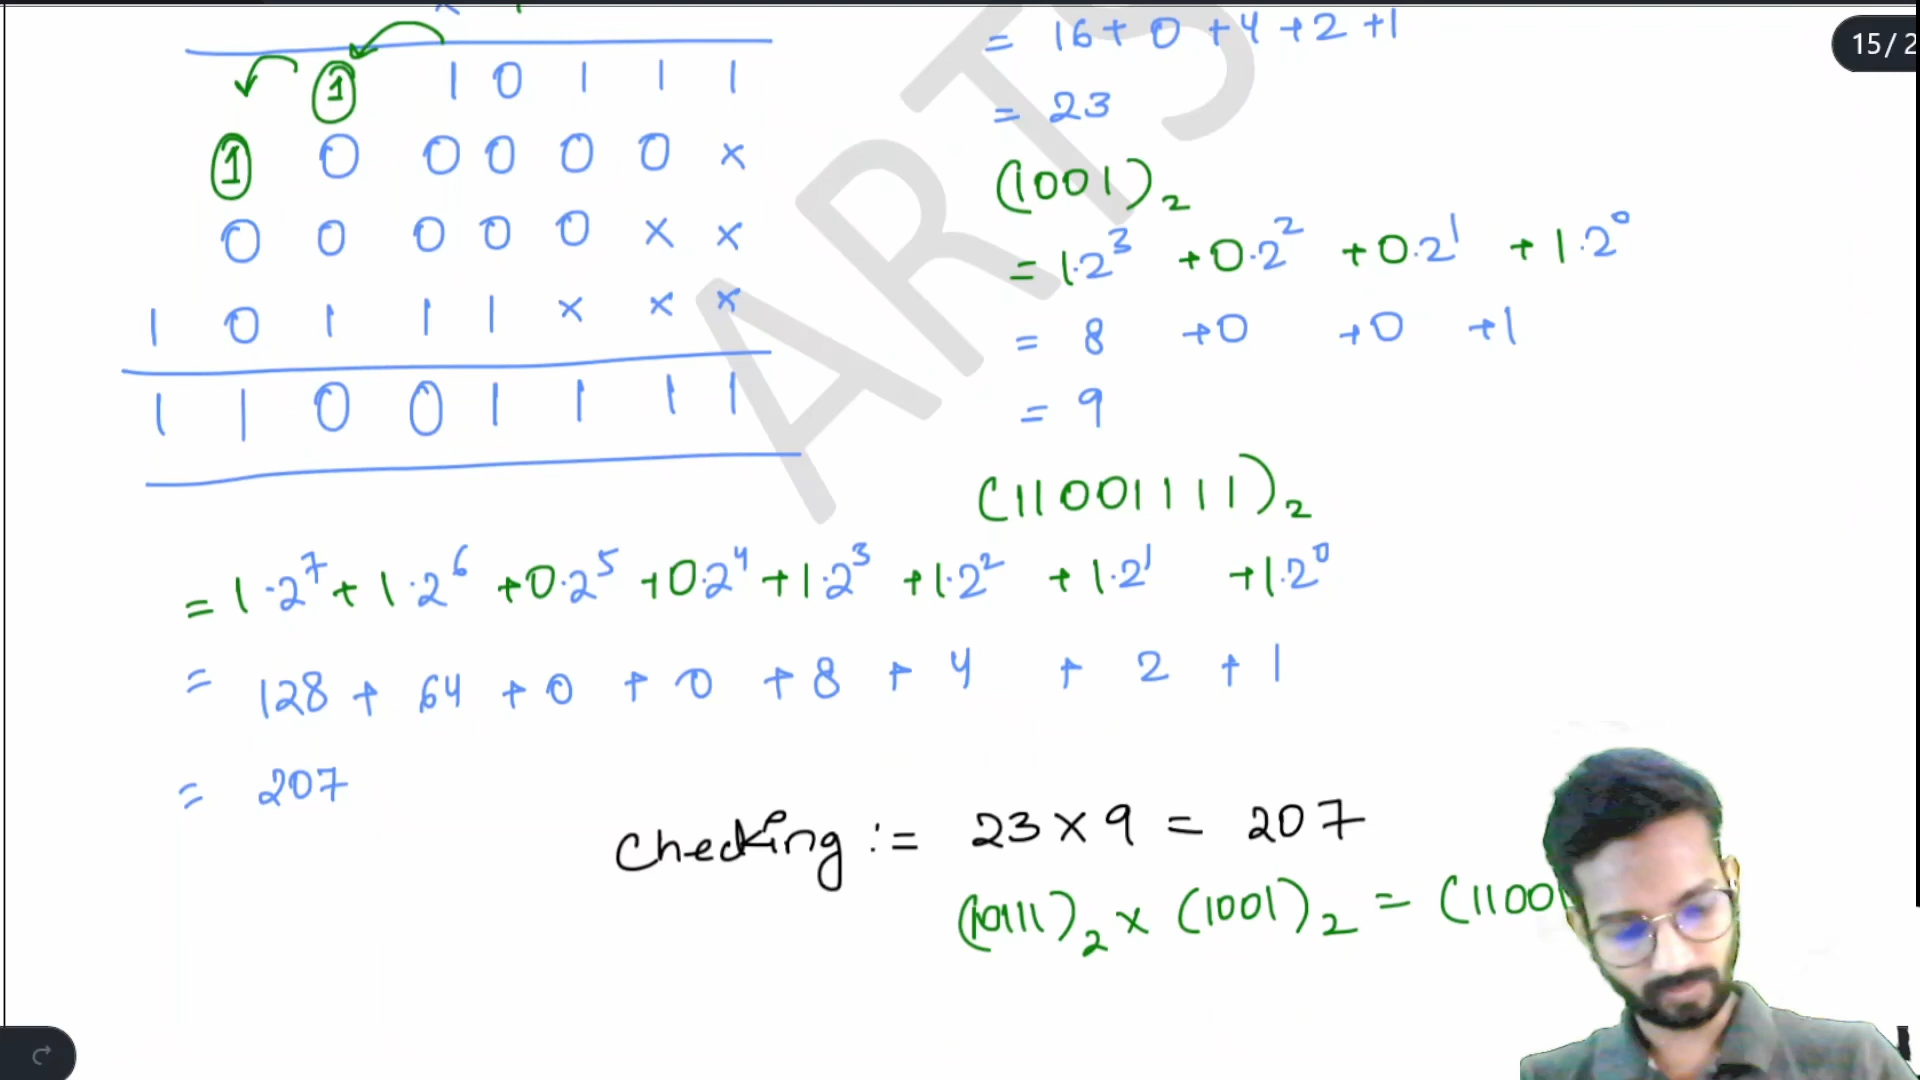 ① 1 0 1 1 1
① 0 0 0 0 0 x
0 0 0 0 0 x x
1 0 1 1 1 x x x
1 1 0 0 1 1 1 1
= 16 + 0 + 4 + 2 + 1
= 23
(1001)₂
= 1·2³ + 0·2² + 0·2¹ + 1·2⁰
= 8 + 0 + 0 + 1
= 9
(11001111)₂
= 1·2⁷ + 1·2⁶ + 0·2⁵ + 0·2⁴ + 1·2³ + 1·2² + 1·2¹ + 1·2⁰
= 128 + 64 + 0 + 0 + 8 + 4 + 2 + 1
= 207
Checking := 23 × 9 = 207
(10111)₂ × (1001)₂ = (1100
ARTS
15/2